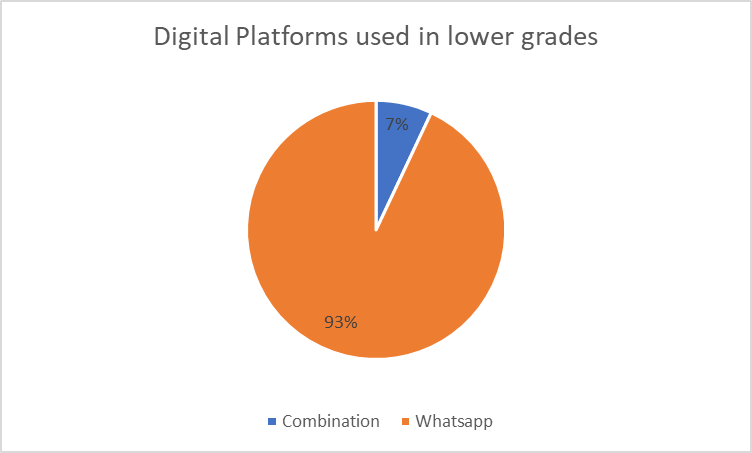 Digital Platforms used in lower grades
7%
93%
Combination Whatsapp